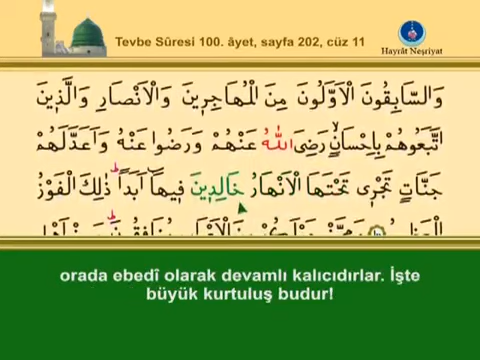 Tevbe Sûresi 100. âyet, sayfa 202, cüz 11
Hayrât Neşriyat
وَالسَّابِقُونَ الْاَوَّلُونَ مِنَ الْمُهَاجِرِينَ وَالْاَنْصَارِ وَالَّذِينَ
اتَّبَعُوهُمْ بِاِحْسَانٍ رَضِىَ اللّٰهُ عَنْهُمْ وَرَضُوا عَنْهُ وَاَعَدَّلَهُمْ
جَنَّاتٍ تَجْرِى تَحْتَهَا الْاَنْهَارُ خَالِدِينَ فِيهَا اَبَدًا ذٰلِكَ الْفَوْزُ
orada ebedî olarak devamlı kalıcıdırlar. İşte
büyük kurtuluş budur!